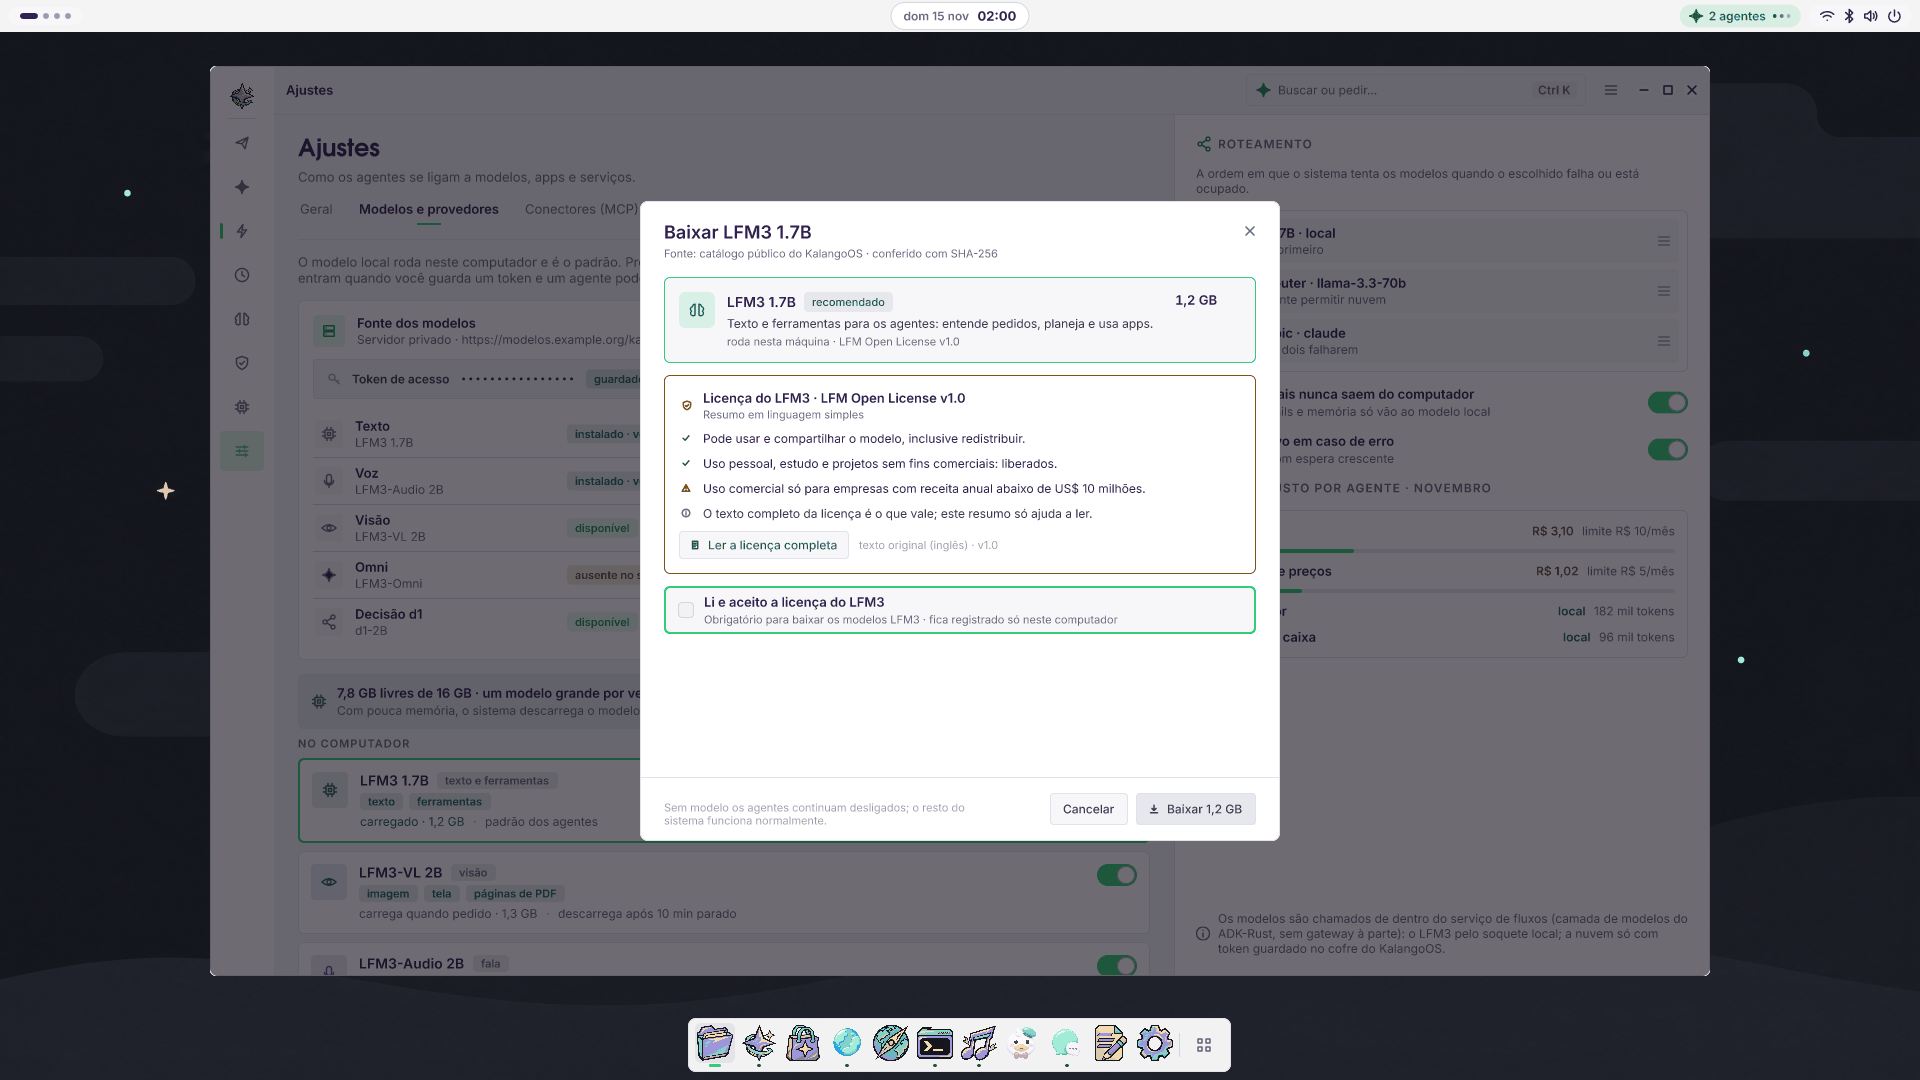 dom 15 nov 02:00
2 agentes
Ajustes
Buscar ou pedir...
Ctrl K
Ajustes
Como os agentes se ligam a modelos, apps e serviços.
Geral
Modelos e provedores
Conectores (MCP)
O modelo local roda neste computador e é o padrão.
entram quando você guarda um token e um agente
Fonte dos modelos
Servidor privado · https://modelos.example.org/
Token de acesso
Texto
LFM3 1.7B
instalado ·
Voz
LFM3-Audio 2B
instalado ·
Visão
LFM3-VL 2B
disponível
Omni
LFM3-Omni
ausente no
Decisão d1
d1-2B
disponível
7,8 GB livres de 16 GB · um modelo grande por
Com pouca memória, o sistema descarrega o modelo
NO COMPUTADOR
LFM3 1.7B
texto e ferramentas
texto
ferramentas
carregado · 1,2 GB · padrão dos agentes
LFM3-VL 2B
visão
imagem
tela
páginas de PDF
carrega quando pedido · 1,3 GB · descarrega após 10 min parado
LFM3-Audio 2B
fala
Baixar LFM3 1.7B
Fonte: catálogo público do KalangoOS · conferido com SHA-256
LFM3 1.7B
recomendado
1,2 GB
Texto e ferramentas para os agentes: entende pedidos, planeja e usa apps.
roda nesta máquina · LFM Open License v1.0
Licença do LFM3 · LFM Open License v1.0
Resumo em linguagem simples
Pode usar e compartilhar o modelo, inclusive redistribuir.
Uso pessoal, estudo e projetos sem fins comerciais: liberados.
Uso comercial só para empresas com receita anual abaixo de US$ 10 milhões.
O texto completo da licença é o que vale; este resumo só ajuda a ler.
Ler a licença completa
texto original (inglês) · v1.0
Li e aceito a licença do LFM3
Obrigatório para baixar os modelos LFM3 · fica registrado só neste computador
Sem modelo os agentes continuam desligados; o resto do
sistema funciona normalmente.
Cancelar
Baixar 1,2 GB
ROTEAMENTO
A ordem em que o sistema tenta os modelos quando o escolhido falha ou está
ocupado.
7B · local
primeiro
· llama-3.3-70b
permitir nuvem
· claude
dois falharem
nunca saem do computador
e memória só vão ao modelo local
em caso de erro
espera crescente
POR AGENTE · NOVEMBRO
R$ 3,10 limite R$ 10/mês
e preços
R$ 1,02 limite R$ 5/mês
local 182 mil tokens
caixa
local 96 mil tokens
Os modelos são chamados de dentro do serviço de fluxos (camada de modelos do
ADK-Rust, sem gateway à parte): o LFM3 pelo soquete local; a nuvem só com
token guardado no cofre do KalangoOS.